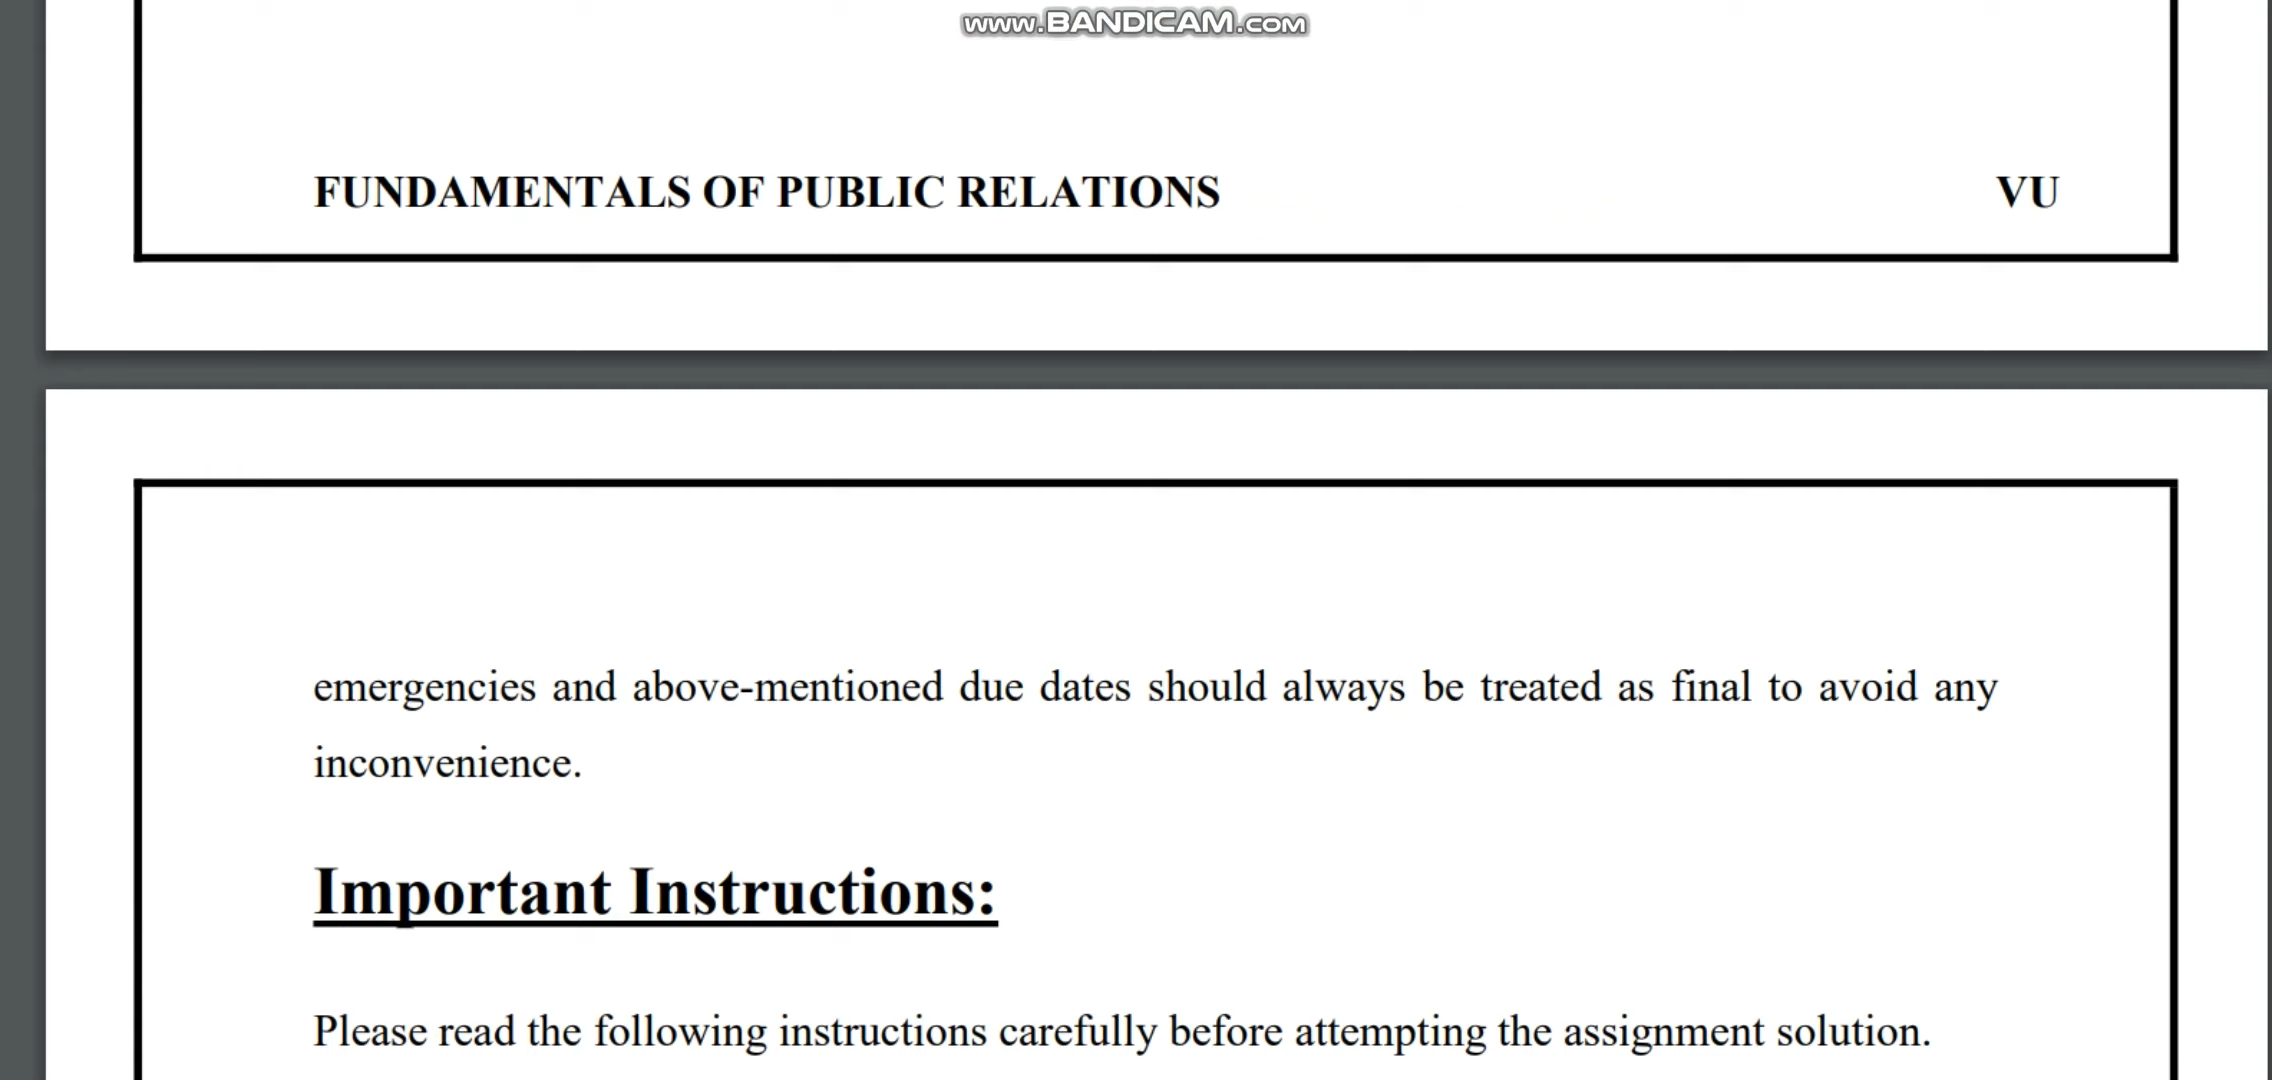 www.BANDICAM.com
FUNDAMENTALS OF PUBLIC RELATIONS VU
emergencies and above-mentioned due dates should always be treated as final to avoid any
inconvenience.
Important Instructions:
Please read the following instructions carefully before attempting the assignment solution.